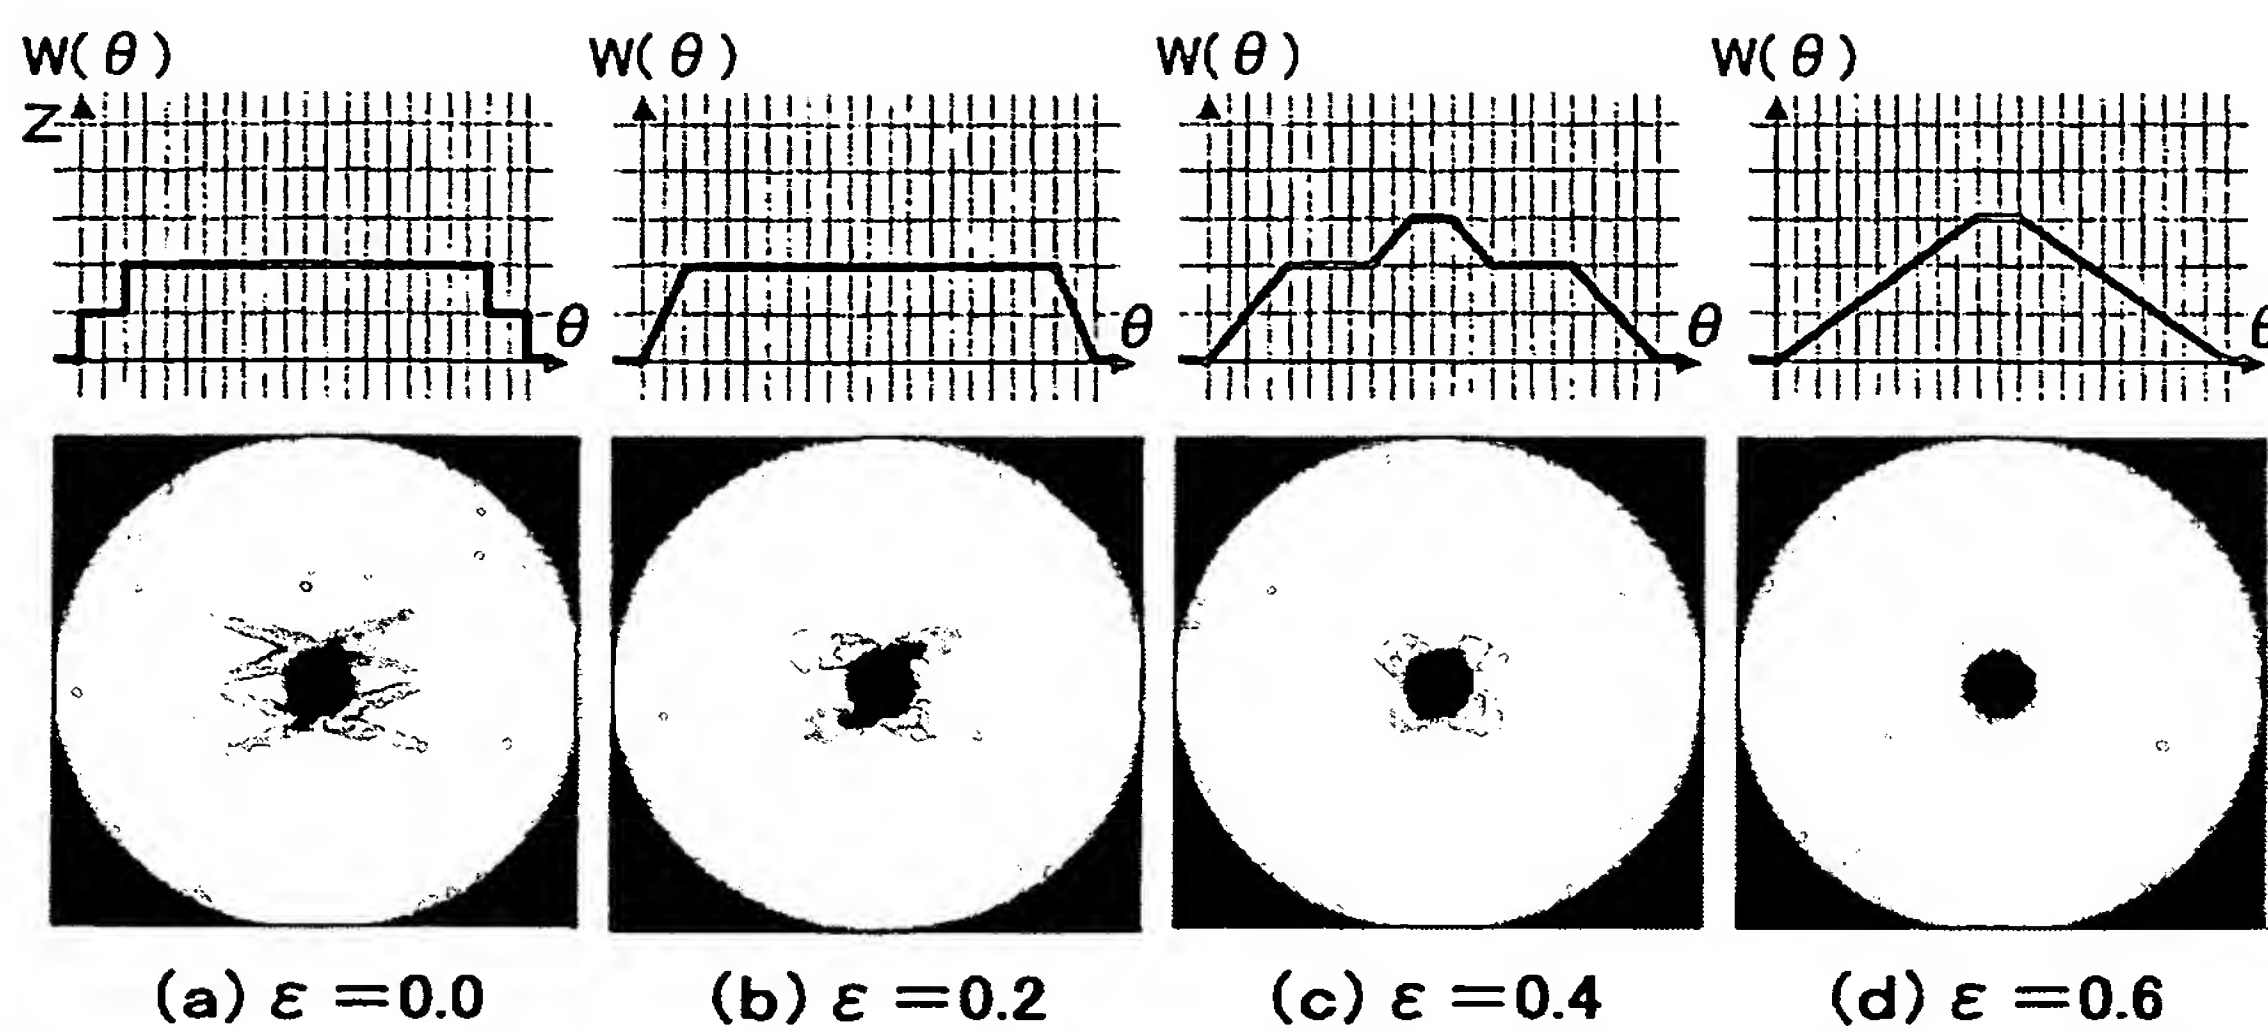 W(θ) W(θ) W(θ) W(θ)
Z
θ θ θ θ
(a) ε=0.0 (b) ε=0.2 (c) ε=0.4 (d) ε=0.6